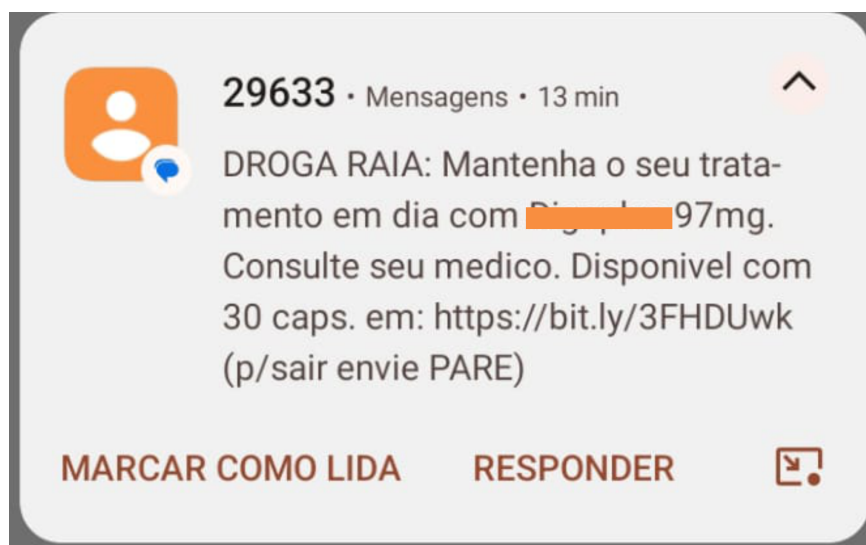 29633 • Mensagens • 13 min
DROGA RAIA: Mantenha o seu trata-
mento em dia com 97mg.
Consulte seu medico. Disponivel com
30 caps. em: https://bit.ly/3FHDUwk
(p/sair envie PARE)
MARCAR COMO LIDA RESPONDER